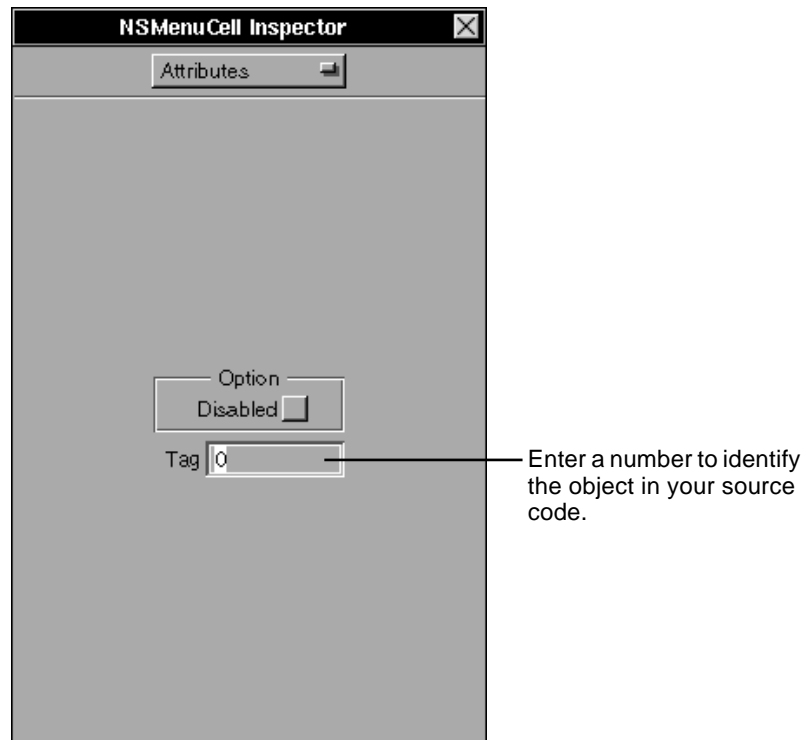 NSMenuCell Inspector
Attributes
Option
Disabled
Tag 0
Enter a number to identify
the object in your source
code.